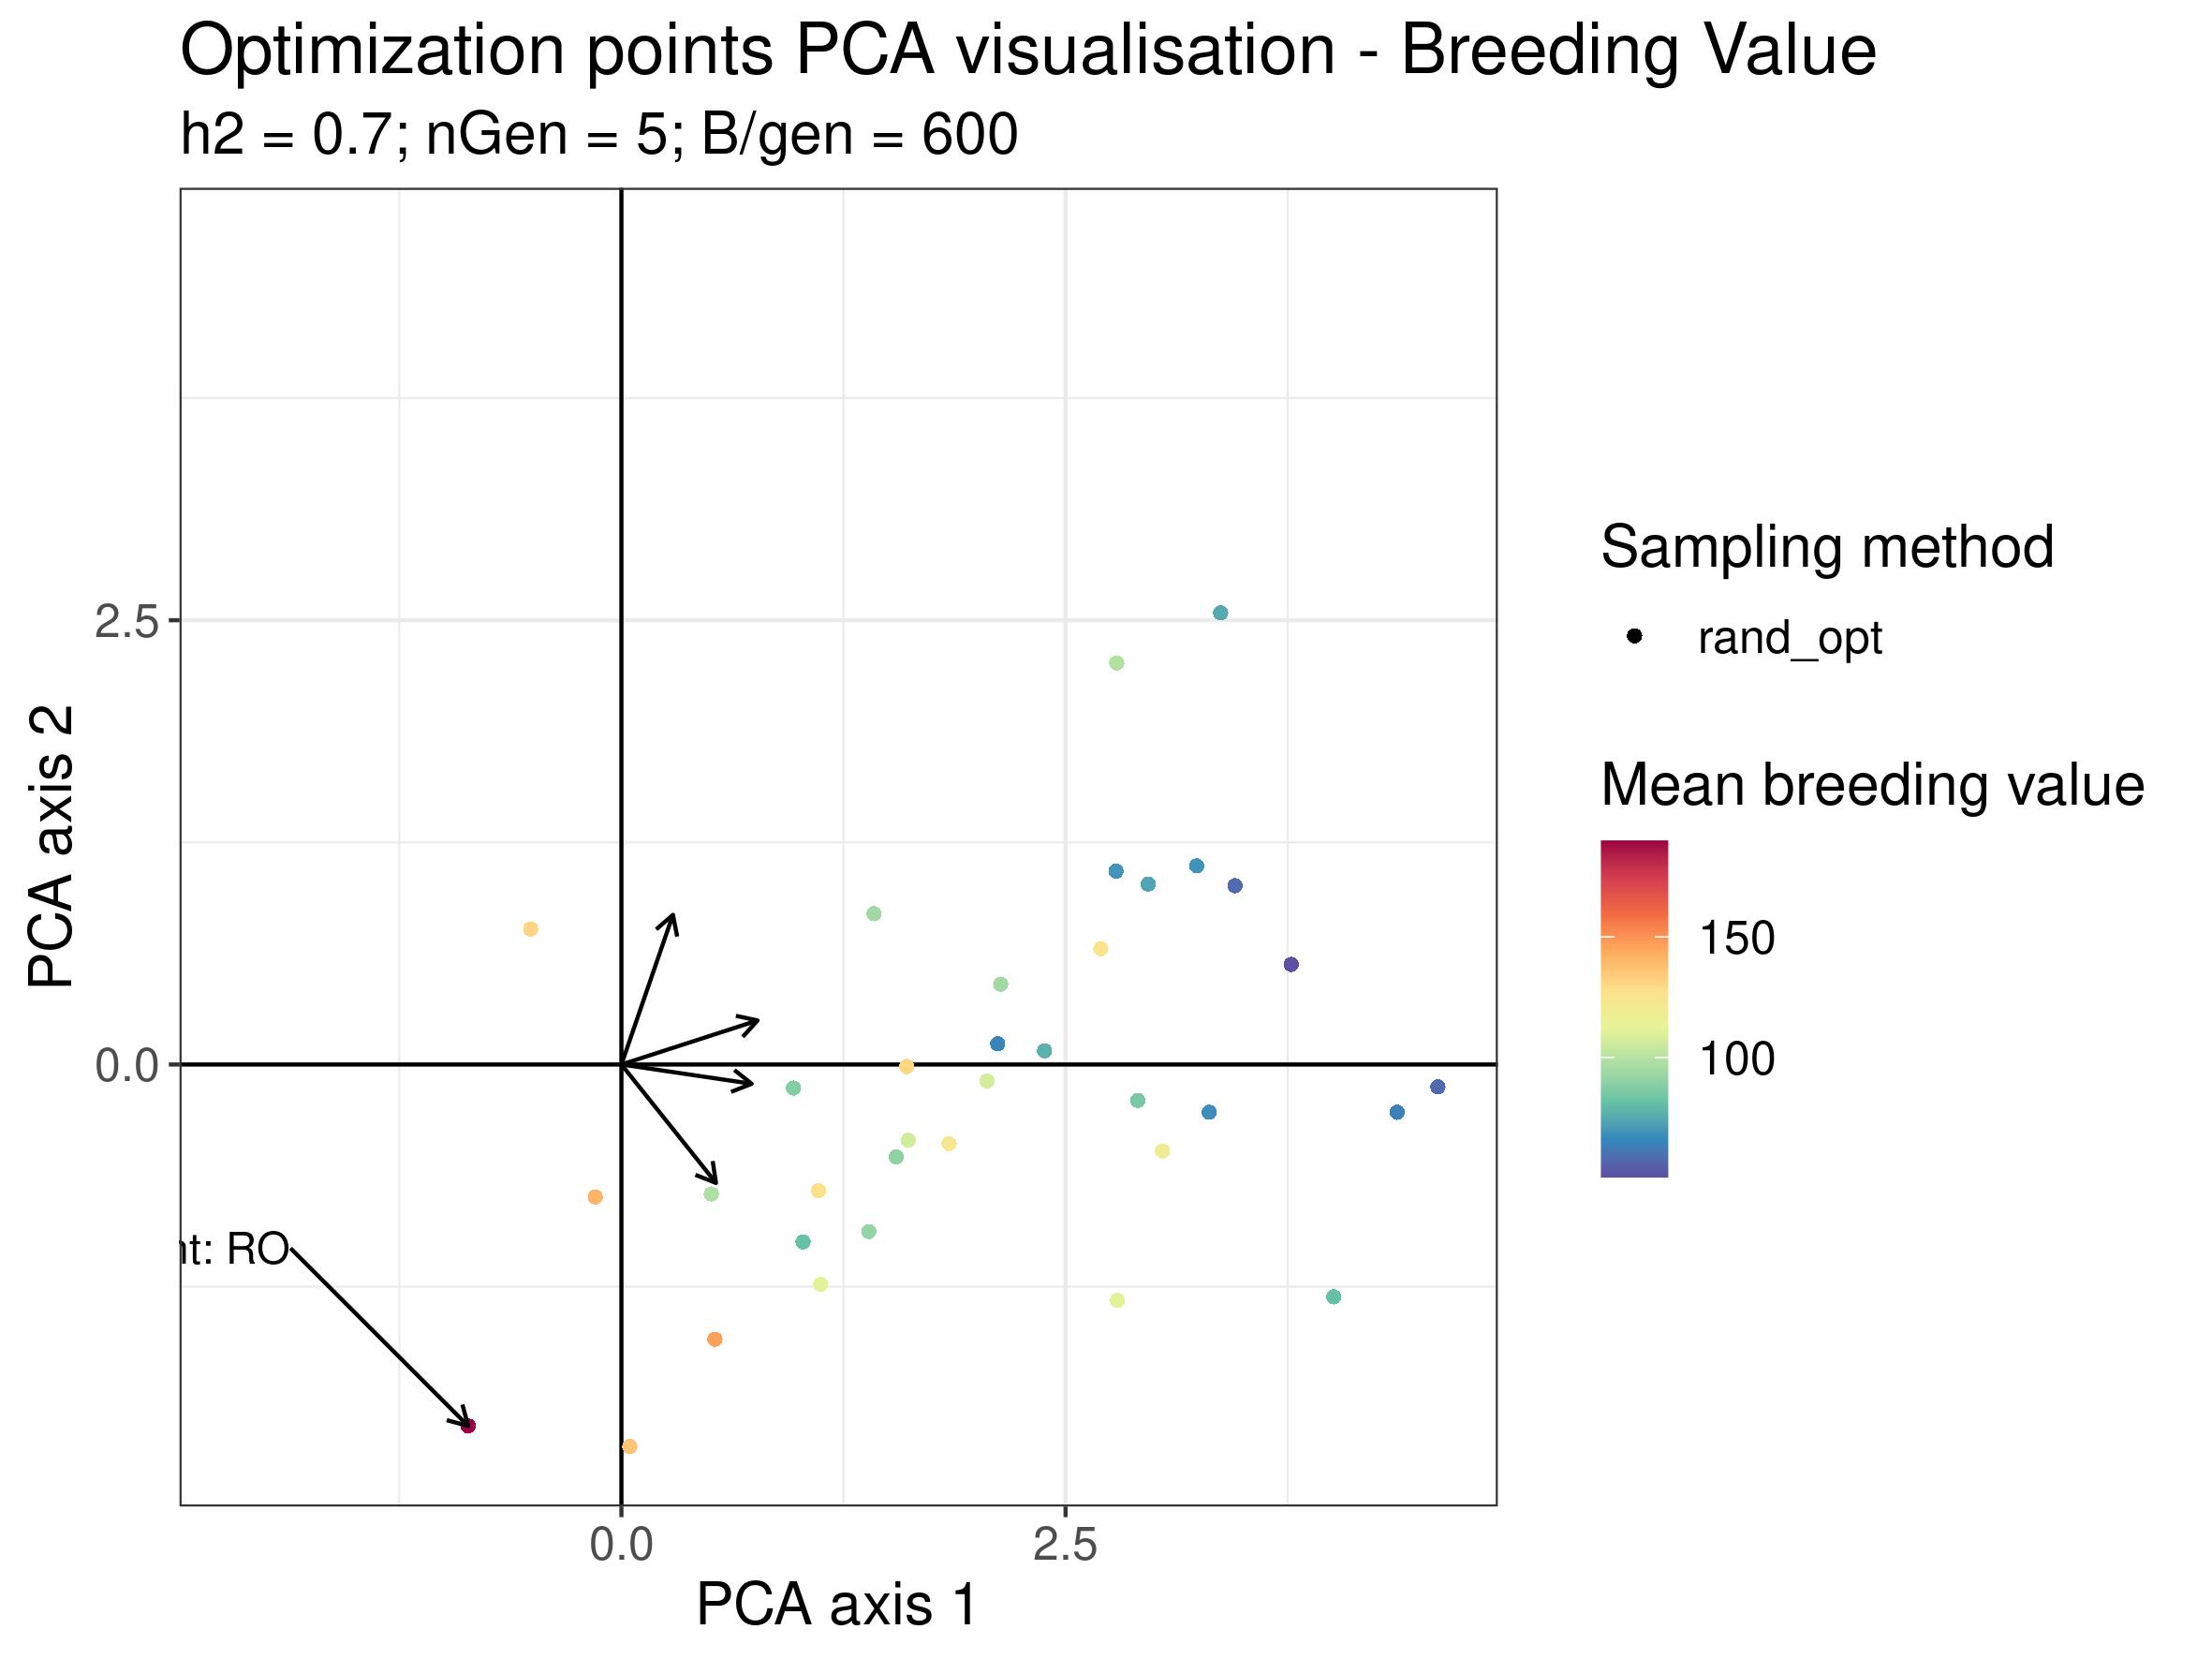 Optimization points PCA visualisation - Breeding Value
h2 = 0.7; nGen = 5; B/gen = 600
PCA axis 2
2.5
0.0
t: RO
0.0
2.5
PCA axis 1
Sampling method
rand_opt
Mean breeding value
150
100